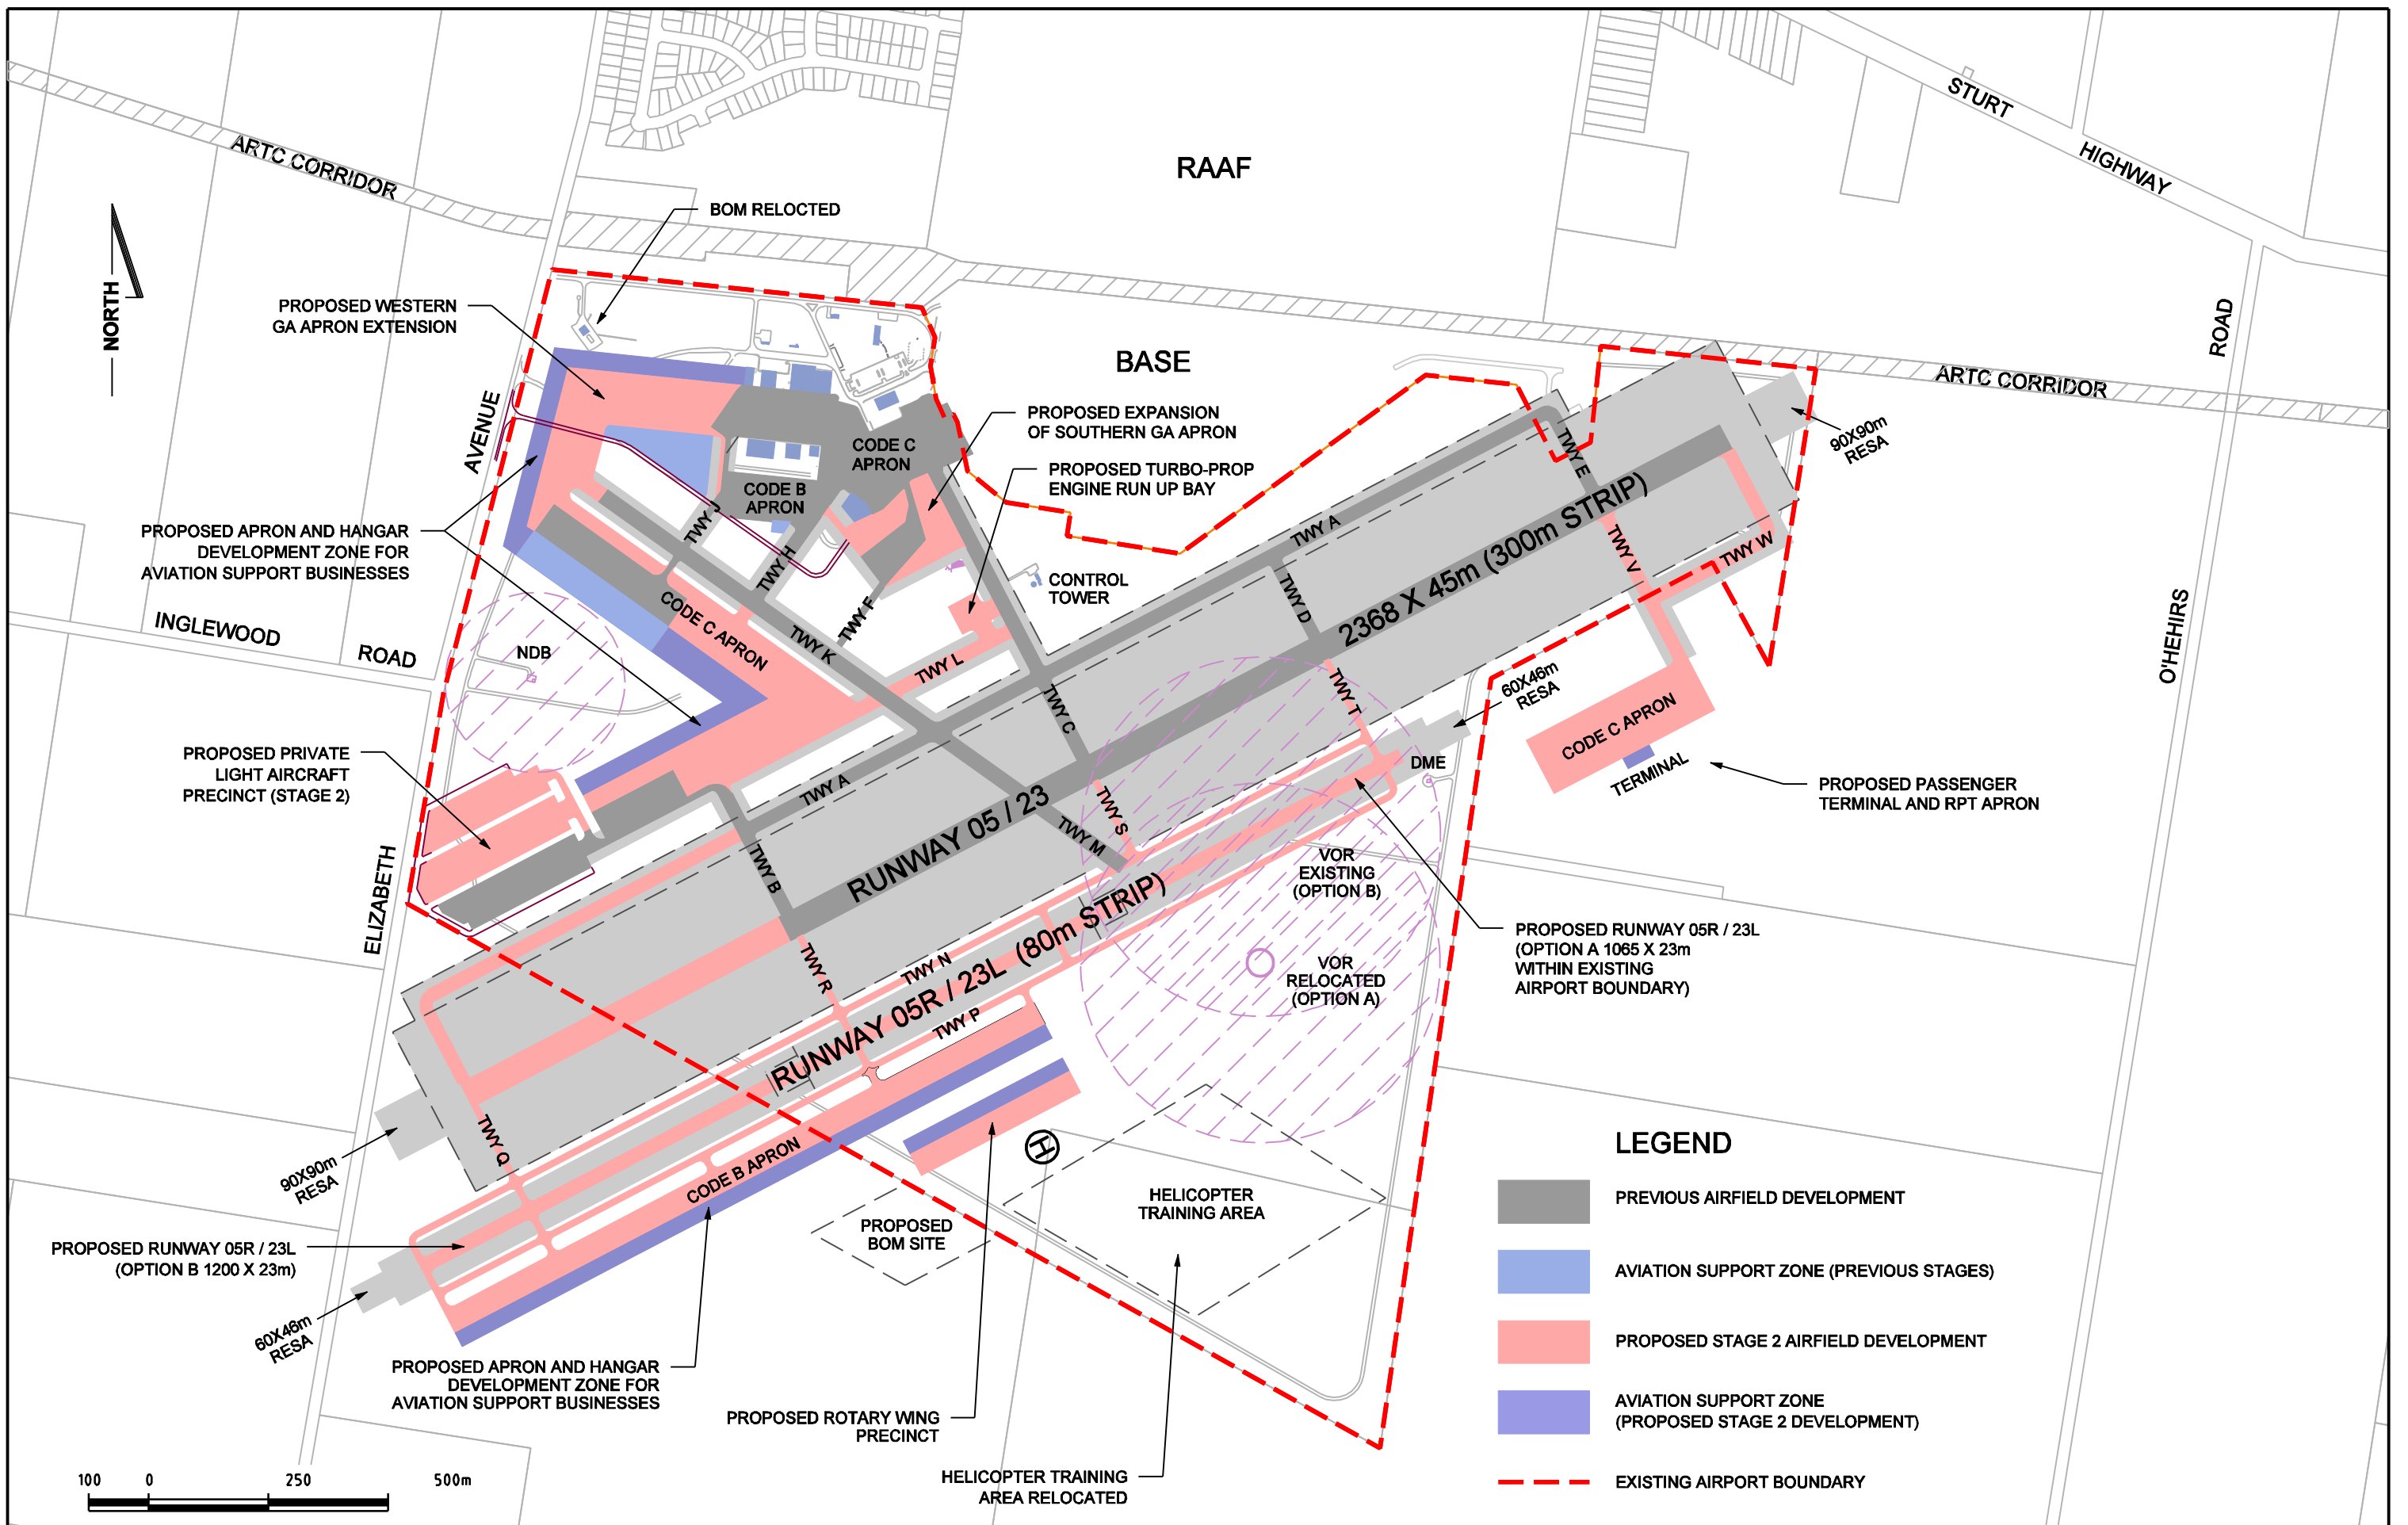 STURT
HIGHWAY
ARTC CORRIDOR
RAAF
BOM RELOCTED
NORTH
PROPOSED WESTERN
GA APRON EXTENSION
BASE
ROAD
ARTC CORRIDOR
AVENUE
PROPOSED EXPANSION
OF SOUTHERN GA APRON
90X90m
RESA
CODE C
APRON
PROPOSED TURBO-PROP
ENGINE RUN UP BAY
CODE B
APRON
TWY E
TWY J
TWY A
TWY V
TWY W
PROPOSED APRON AND HANGAR
DEVELOPMENT ZONE FOR
AVIATION SUPPORT BUSINESSES
TWY H
CONTROL
TOWER
TWY D
2368 X 45m (300m STRIP)
TWY F
CODE C APRON
INGLEWOOD
ROAD
NDB
TWY K
TWY L
O'HEHIRS
60X46m
RESA
TWY T
TWY C
CODE C APRON
TERMINAL
DME
PROPOSED PRIVATE
LIGHT AIRCRAFT
PRECINCT (STAGE 2)
TWY A
PROPOSED PASSENGER
TERMINAL AND RPT APRON
TWY S
TWY M
RUNWAY 05 / 23
TWY B
ELIZABETH
VOR
EXISTING
(OPTION B)
PROPOSED RUNWAY 05R / 23L
(OPTION A 1065 X 23m
WITHIN EXISTING
AIRPORT BOUNDARY)
VOR
RELOCATED
(OPTION A)
TWY R
TWY N
RUNWAY 05R / 23L (80m STRIP)
TWY P
TWY Q
90X90m
RESA
CODE B APRON
H
HELICOPTER
TRAINING AREA
PROPOSED
BOM SITE
PROPOSED RUNWAY 05R / 23L
(OPTION B 1200 X 23m)
60X46m
RESA
PROPOSED APRON AND HANGAR
DEVELOPMENT ZONE FOR
AVIATION SUPPORT BUSINESSES
PROPOSED ROTARY WING
PRECINCT
HELICOPTER TRAINING
AREA RELOCATED
LEGEND
PREVIOUS AIRFIELD DEVELOPMENT
AVIATION SUPPORT ZONE (PREVIOUS STAGES)
PROPOSED STAGE 2 AIRFIELD DEVELOPMENT
AVIATION SUPPORT ZONE
(PROPOSED STAGE 2 DEVELOPMENT)
EXISTING AIRPORT BOUNDARY
100 0 250 500m